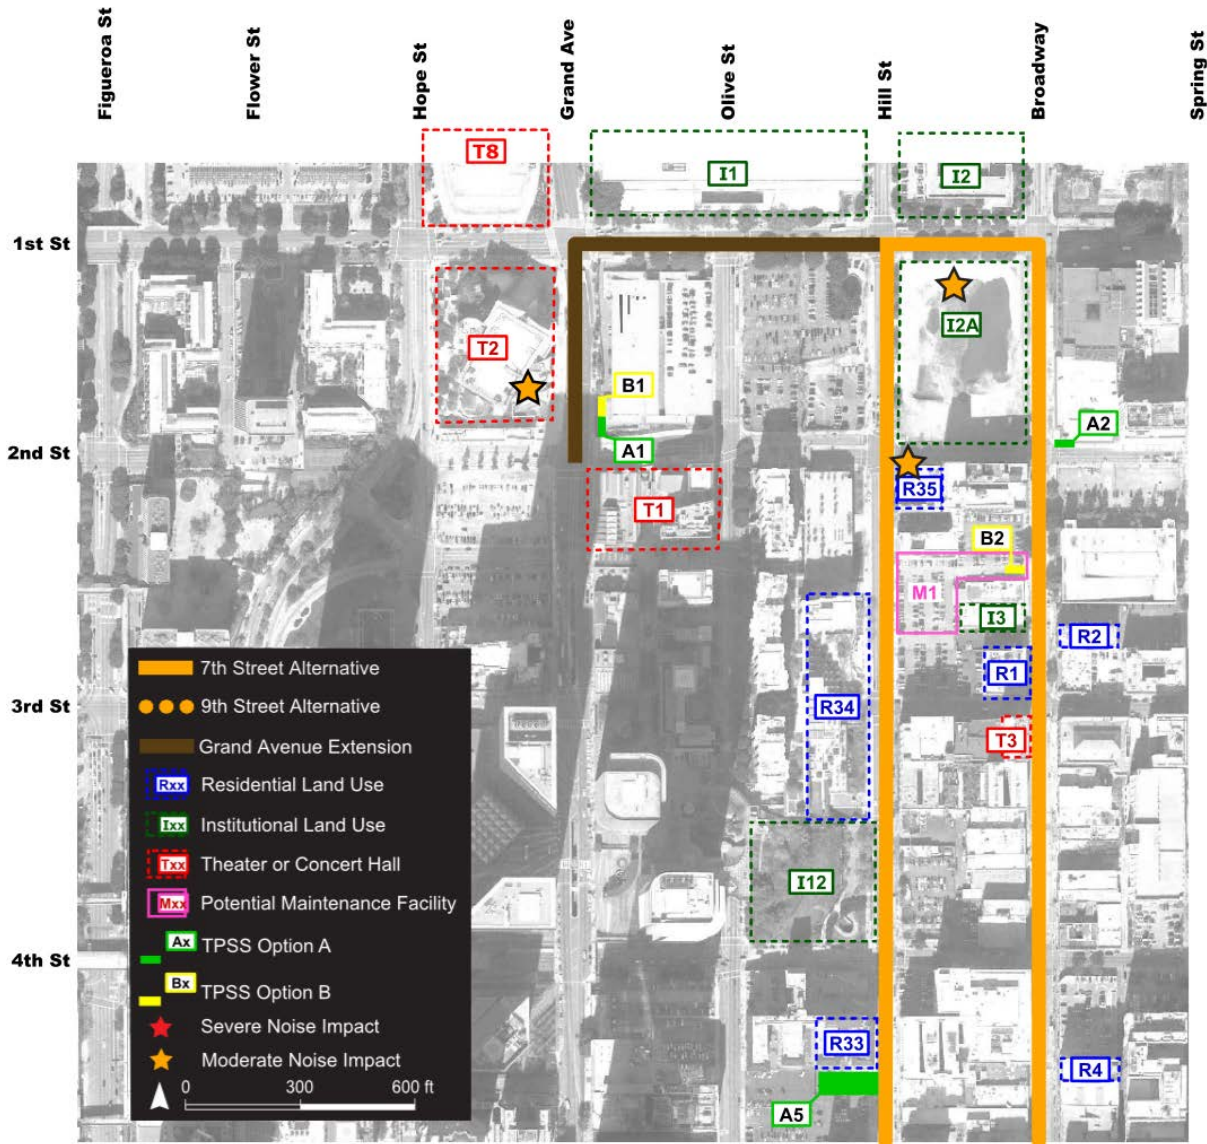 Figueroa St
Flower St
Hope St
Grand Ave
Olive St
Hill St
Broadway
Spring St
T8
I1
I2
1st St
I2A
T2
B1
A1
A2
2nd St
R35
T1
B2
M1
I3
R2
R1
R34
3rd St
T3
I12
4th St
R33
R4
A5
7th Street Alternative
9th Street Alternative
Grand Avenue Extension
Rxx Residential Land Use
Ixx Institutional Land Use
Txx Theater or Concert Hall
Mxx Potential Maintenance Facility
Ax TPSS Option A
Bx TPSS Option B
Severe Noise Impact
Moderate Noise Impact
0 300 600 ft